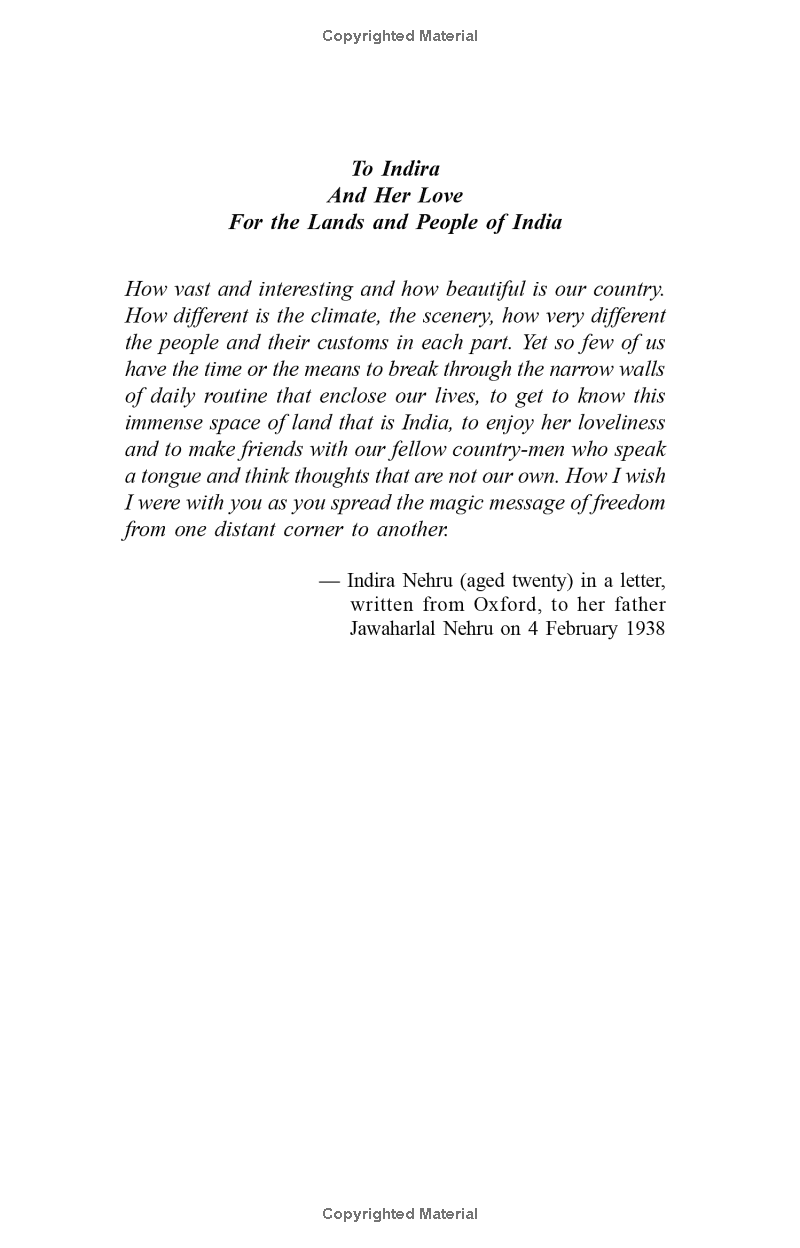 Copyrighted Material
To Indira
And Her Love
For the Lands and People of India
How vast and interesting and how beautiful is our country.
How different is the climate, the scenery, how very different
the people and their customs in each part. Yet so few of us
have the time or the means to break through the narrow walls
of daily routine that enclose our lives, to get to know this
immense space of land that is India, to enjoy her loveliness
and to make friends with our fellow country-men who speak
a tongue and think thoughts that are not our own. How I wish
I were with you as you spread the magic message of freedom
from one distant corner to another.
— Indira Nehru (aged twenty) in a letter,
written from Oxford, to her father
Jawaharlal Nehru on 4 February 1938
Copyrighted Material